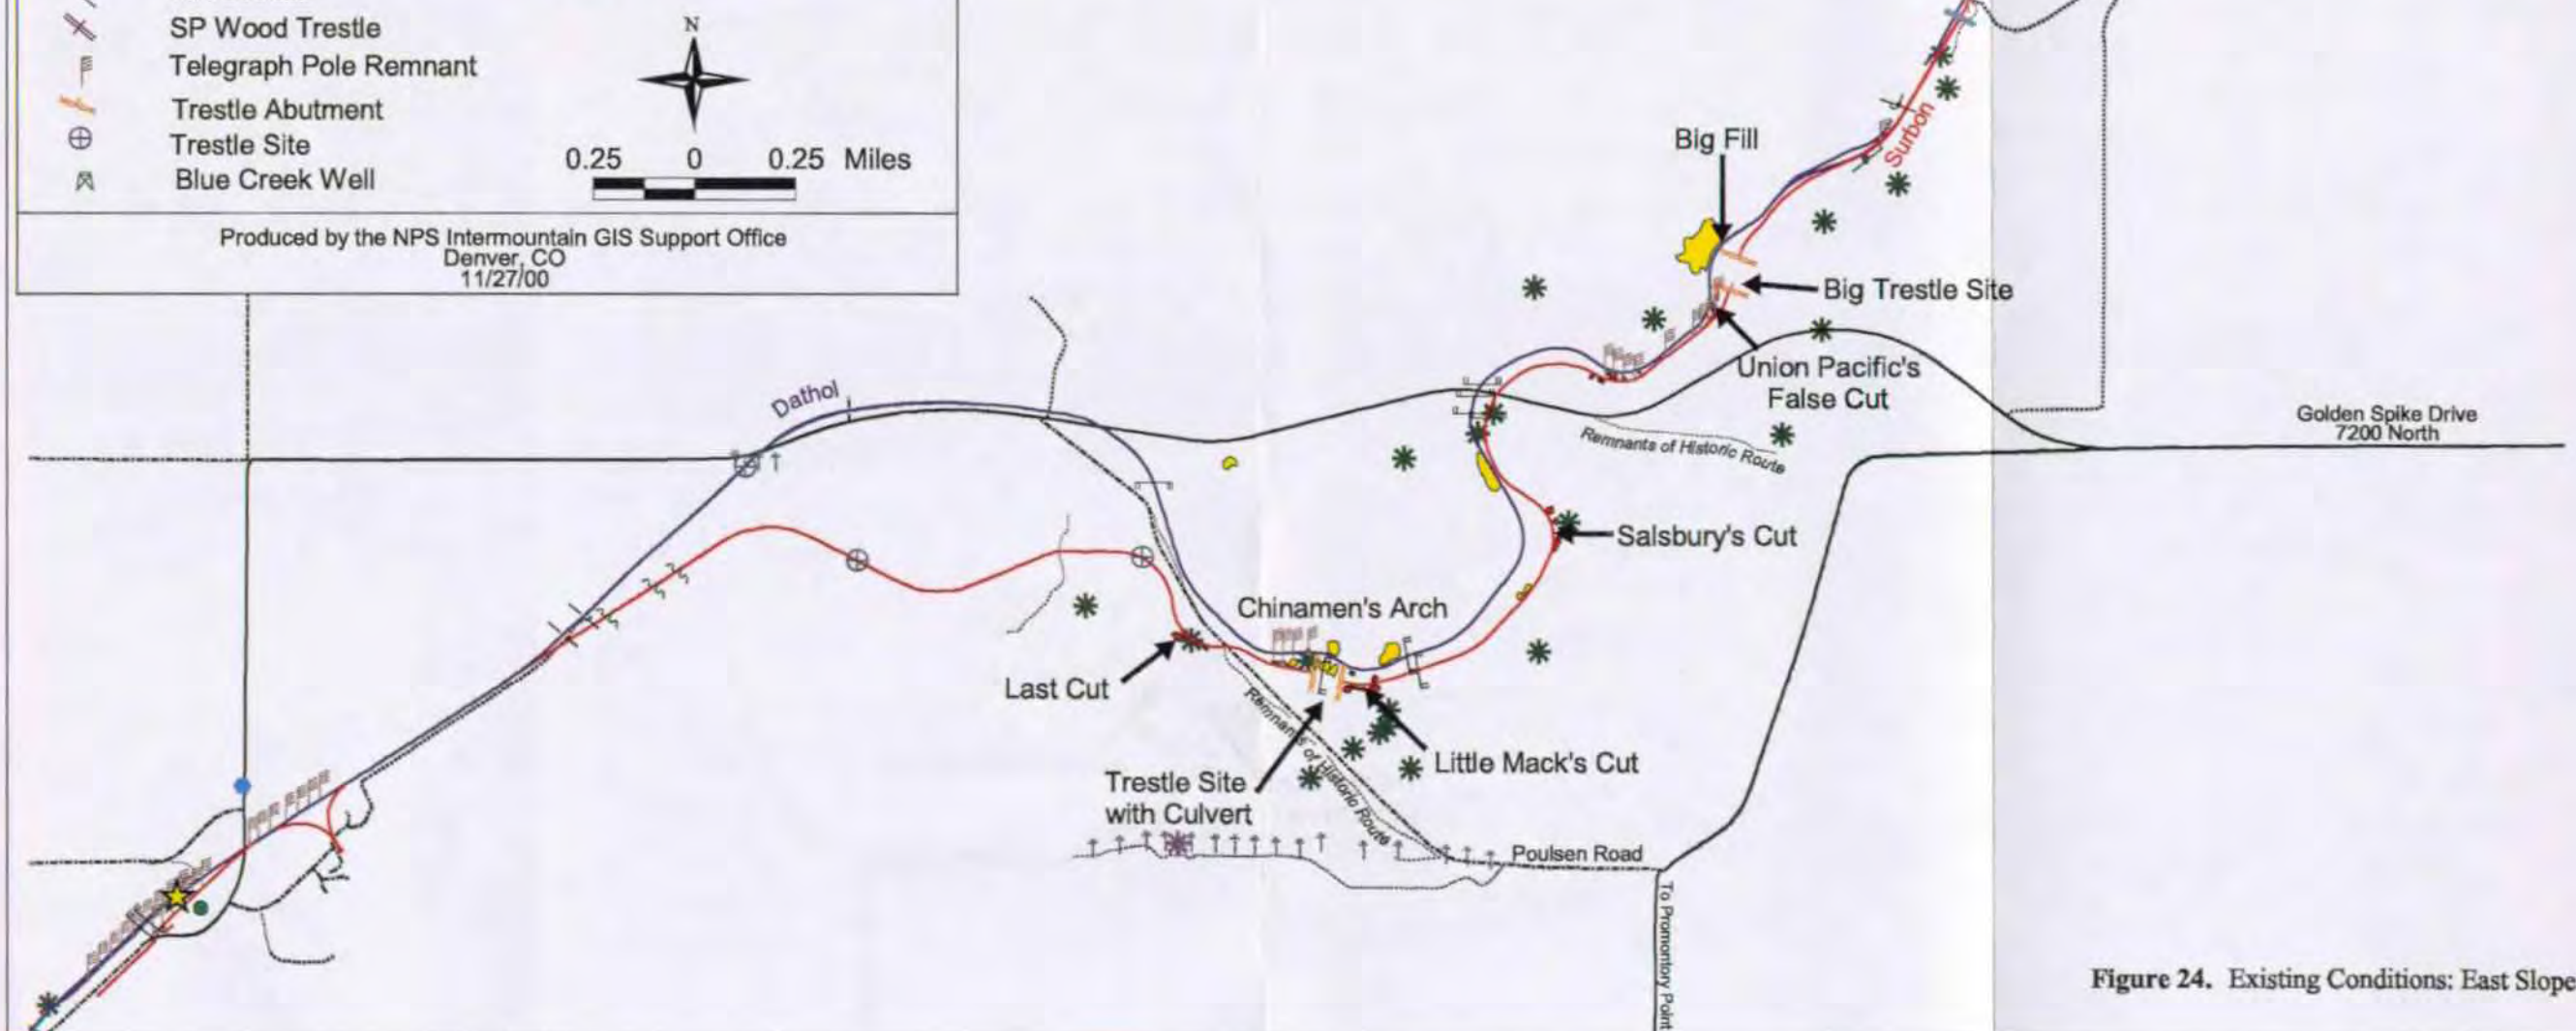 SP Wood Trestle
Telegraph Pole Remnant
Trestle Abutment
Trestle Site
Blue Creek Well
N
0.25 0 0.25 Miles
Produced by the NPS Intermountain GIS Support Office
Denver, CO
11/27/00
Surbon
Big Fill
Big Trestle Site
Union Pacific's
False Cut
Dathol
Golden Spike Drive
7200 North
Remnants of Historic Route
Salsbury's Cut
Chinamen's Arch
Last Cut
Remnants of Historic Route
Little Mack's Cut
Trestle Site
with Culvert
Poulsen Road
To Promontory Point
Figure 24. Existing Conditions: East Slope